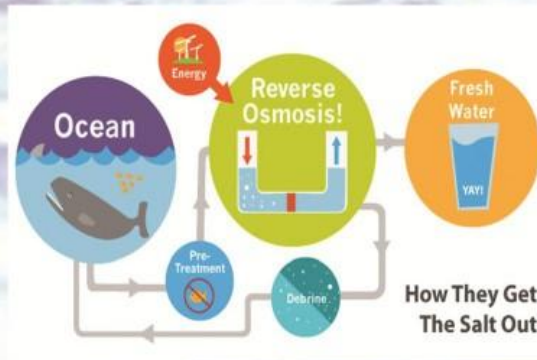 Energy
Reverse
Osmosis!
Ocean
Fresh
Water
YAY!
Pre-
Treatment
Debrine
How They Get
The Salt Out